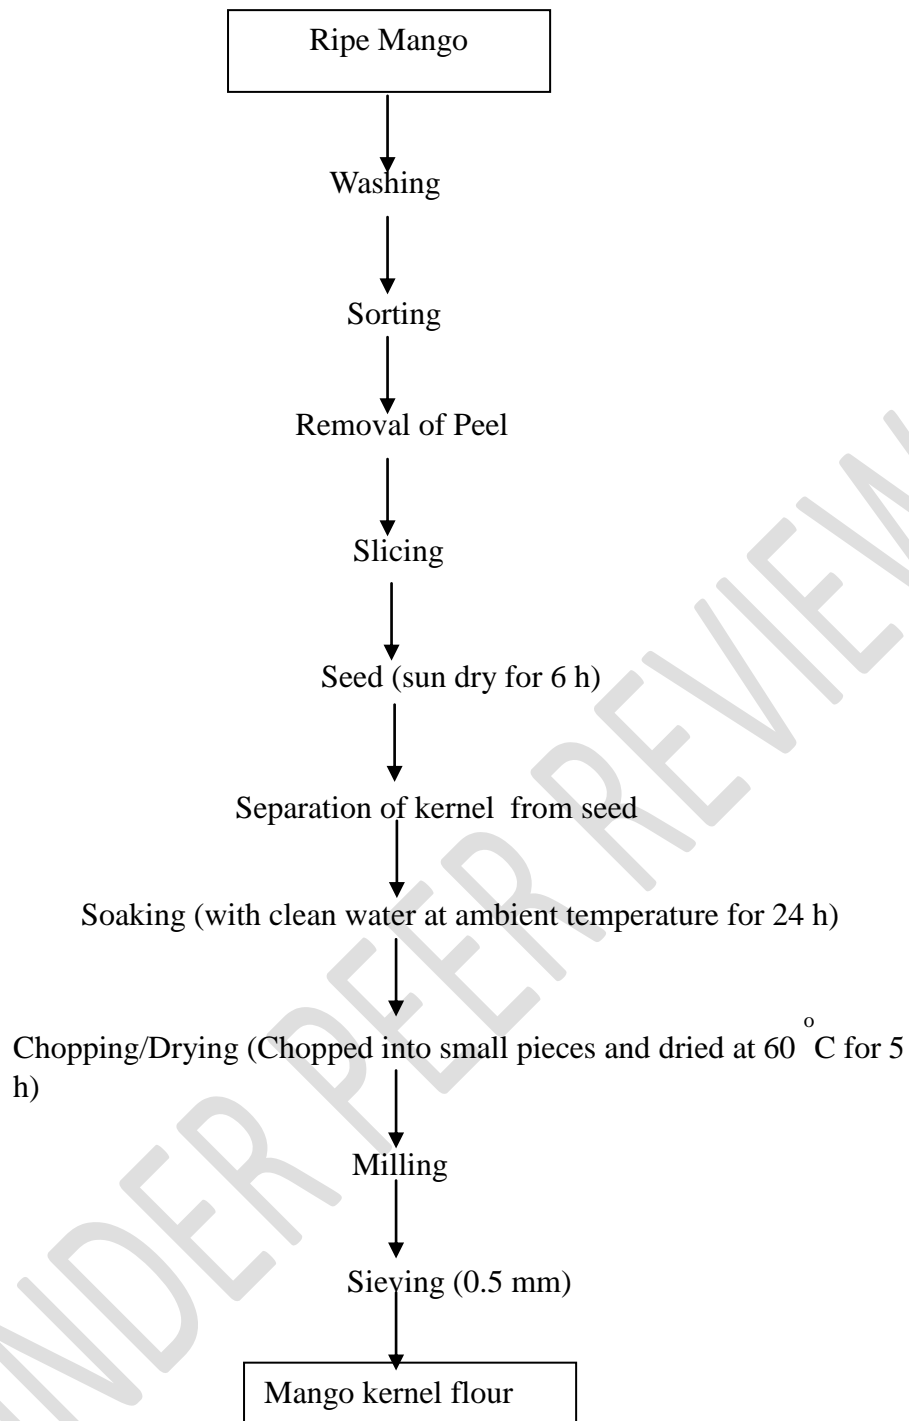 Ripe Mango
Washing
Sorting
Removal of Peel
Slicing
Seed (sun dry for 6 h)
Separation of kernel from seed
Soaking (with clean water at ambient temperature for 24 h)
Chopping/Drying (Chopped into small pieces and dried at 60 °C for 5
h)
Milling
Sieving (0.5 mm)
Mango kernel flour
UNDER PEER REVIEW